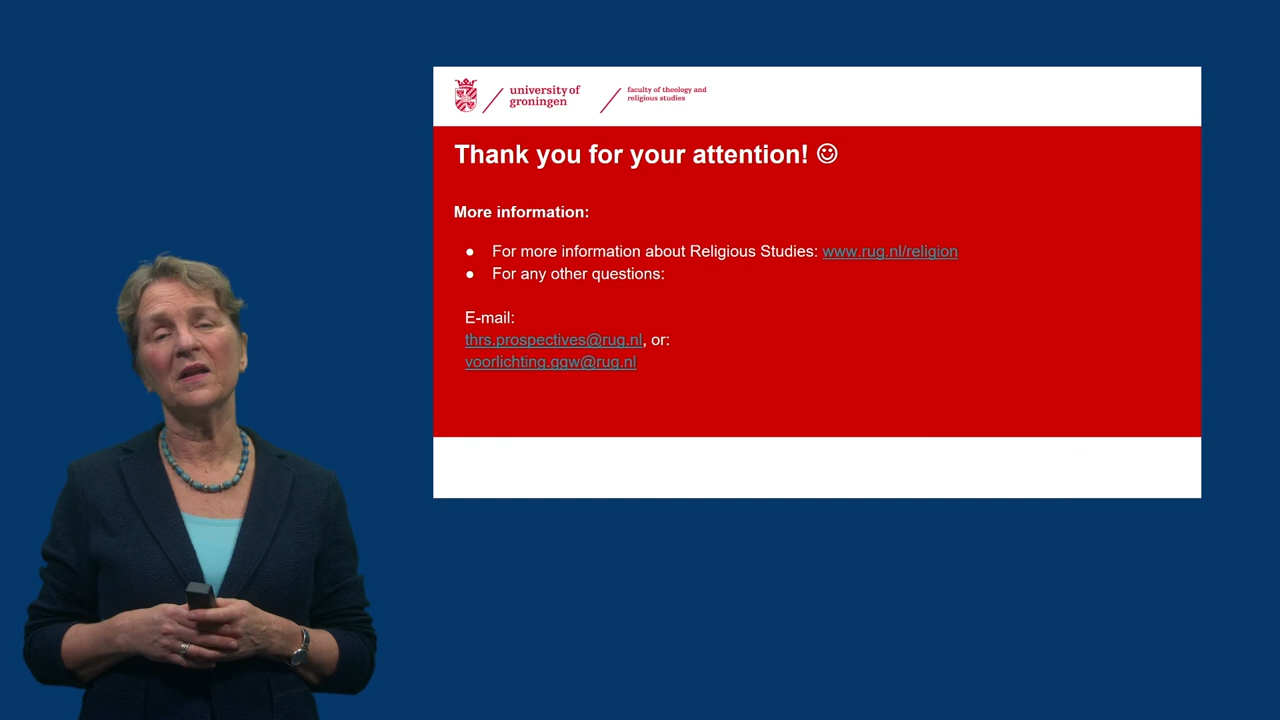 university of
groningen
faculty of theology and
religious studies
Thank you for your attention! ☺
More information:
● For more information about Religious Studies: www.rug.nl/religion
● For any other questions:
E-mail:
thrs.prospectives@rug.nl, or:
voorlichting.ggw@rug.nl